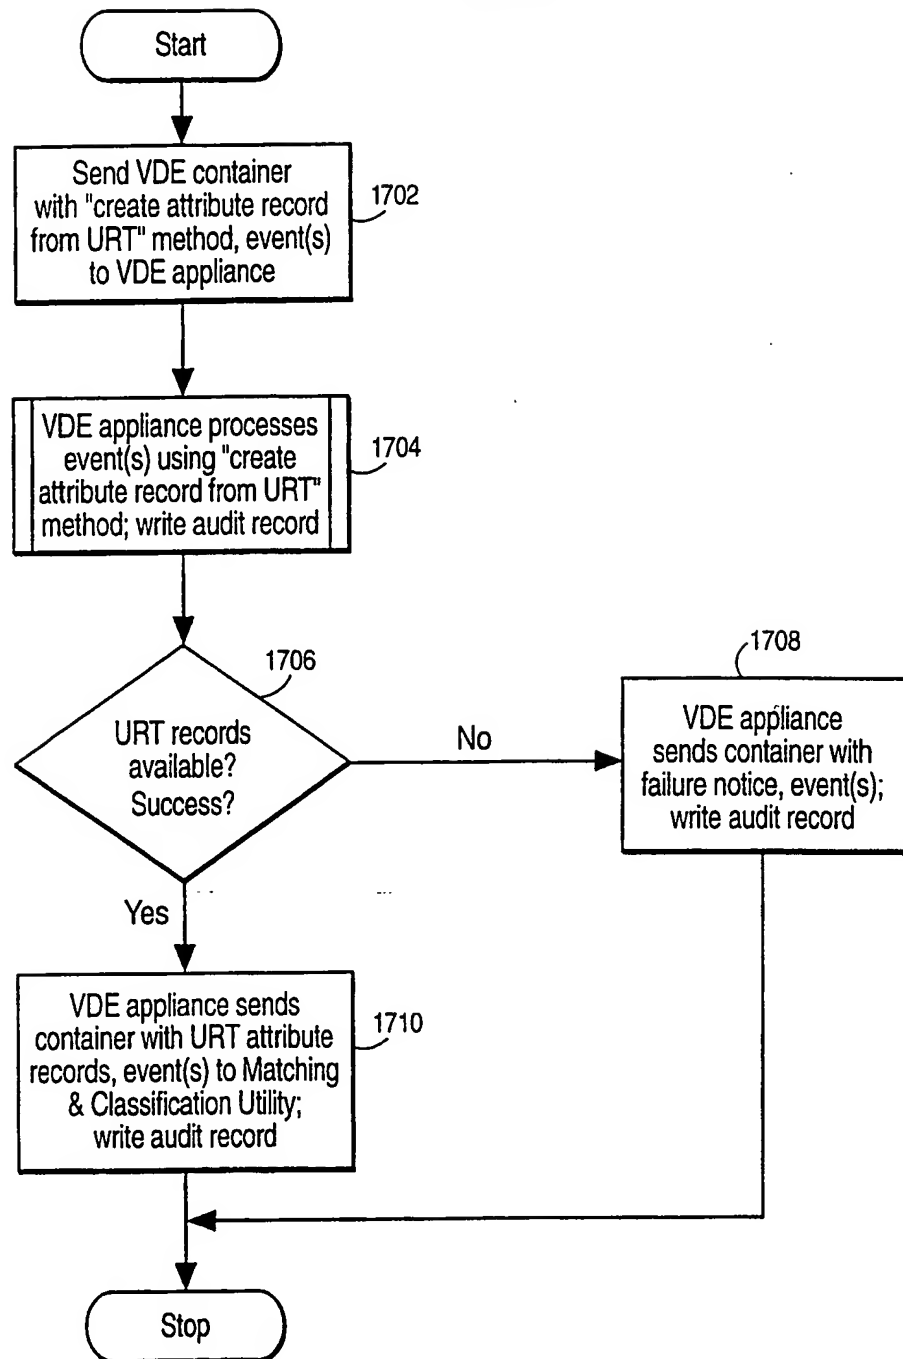 Start
Send VDE container
with "create attribute record
from URT" method, event(s)
to VDE appliance
1702
VDE appliance processes
event(s) using "create
attribute record from URT"
method; write audit record
1704
1706
URT records
available?
Success?
No
1708
VDE appliance
sends container with
failure notice, event(s);
write audit record
Yes
VDE appliance sends
container with URT attribute
records, event(s) to Matching
& Classification Utility;
write audit record
1710
Stop